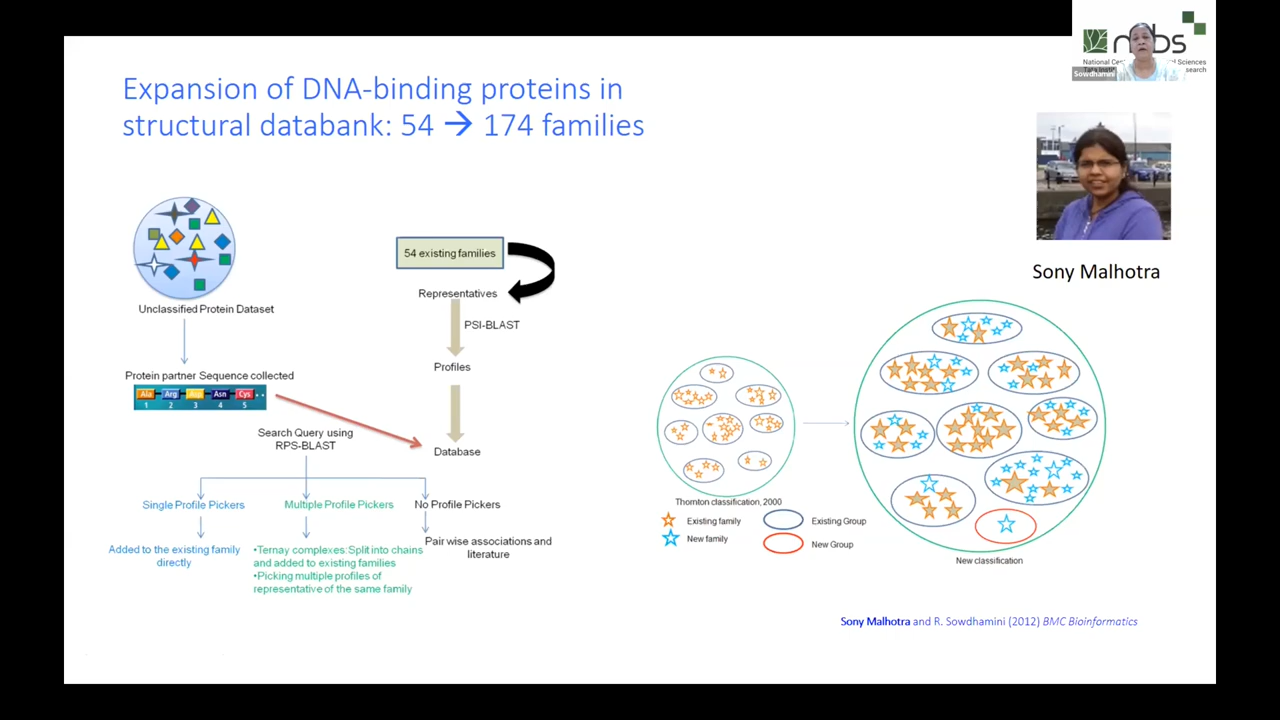 Expansion of DNA-binding proteins in
structural databank: 54 → 174 families
Sowdhamini
Sony Malhotra
Unclassified Protein Dataset
Protein partner Sequence collected
Ala Arg Asp Asn Cys
1 2 3 4 5
Search Query using
RPS-BLAST
Single Profile Pickers
Multiple Profile Pickers
No Profile Pickers
Added to the existing family
directly
•Ternay complexes:Split into chains
and added to existing families
•Picking multiple profiles of
representative of the same family
Pair wise associations and
literature
54 existing families
Representatives
PSI-BLAST
Profiles
Database
Thornton classification, 2000
Existing family
New family
Existing Group
New Group
New classification
Sony Malhotra and R. Sowdhamini (2012) BMC Bioinformatics